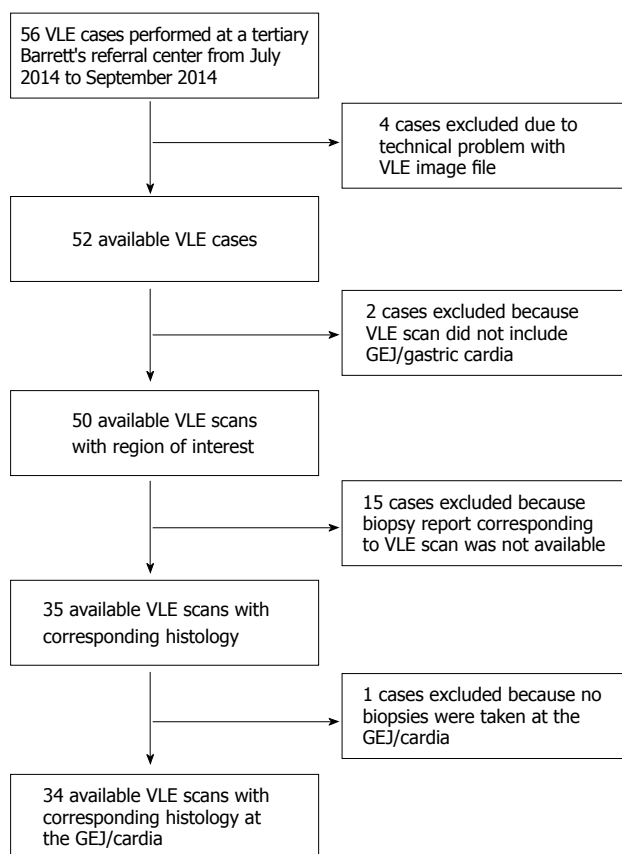 56 VLE cases performed at a tertiary
Barrett's referral center from July
2014 to September 2014
4 cases excluded due to
technical problem with
VLE image file
52 available VLE cases
2 cases excluded because
VLE scan did not include
GEJ/gastric cardia
50 available VLE scans
with region of interest
15 cases excluded because
biopsy report corresponding
to VLE scan was not available
35 available VLE scans with
corresponding histology
1 cases excluded because no
biopsies were taken at the
GEJ/cardia
34 available VLE scans with
corresponding histology at
the GEJ/cardia